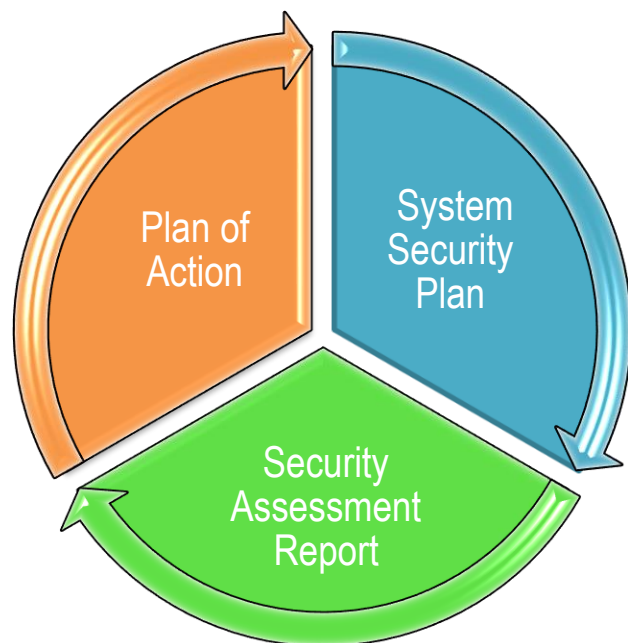 Plan of
Action
System
Security
Plan
Security
Assessment
Report